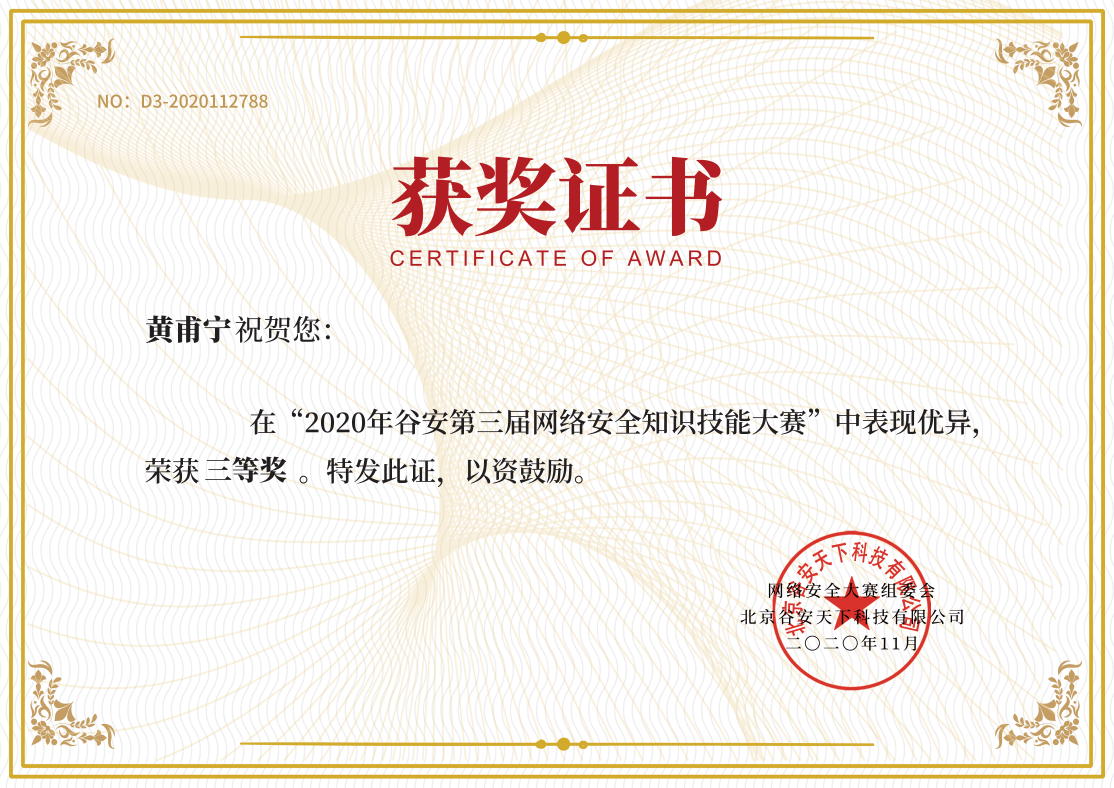 NO：D3-2020112788
获奖证书
CERTIFICATE OF AWARD
黄甫宁祝贺您：
在“2020年谷安第三届网络安全知识技能大赛”中表现优异，
荣获 三等奖 。特发此证，以资鼓励。
北京谷安天下科技有限公司
网络安全大赛组委会
北京谷安天下科技有限公司
二〇二〇年11月